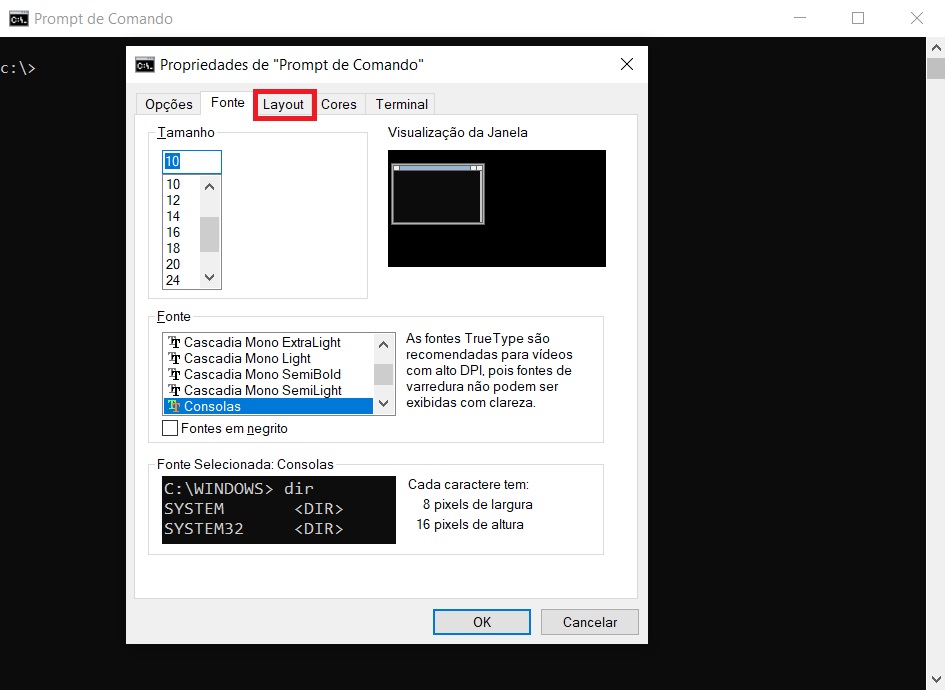 Prompt de Comando
c:\>
Propriedades de "Prompt de Comando"
Opções Fonte Layout Cores Terminal
Tamanho
10
10
12
14
16
18
20
24
Visualização da Janela
Fonte
Cascadia Mono ExtraLight
Cascadia Mono Light
Cascadia Mono SemiBold
Cascadia Mono SemiLight
Consolas
Fontes em negrito
As fontes TrueType são
recomendadas para vídeos
com alto DPI, pois fontes de
varredura não podem ser
exibidas com clareza.
Fonte Selecionada: Consolas
C:\WINDOWS> dir
SYSTEM <DIR>
SYSTEM32 <DIR>
Cada caractere tem:
8 pixels de largura
16 pixels de altura
OK Cancelar